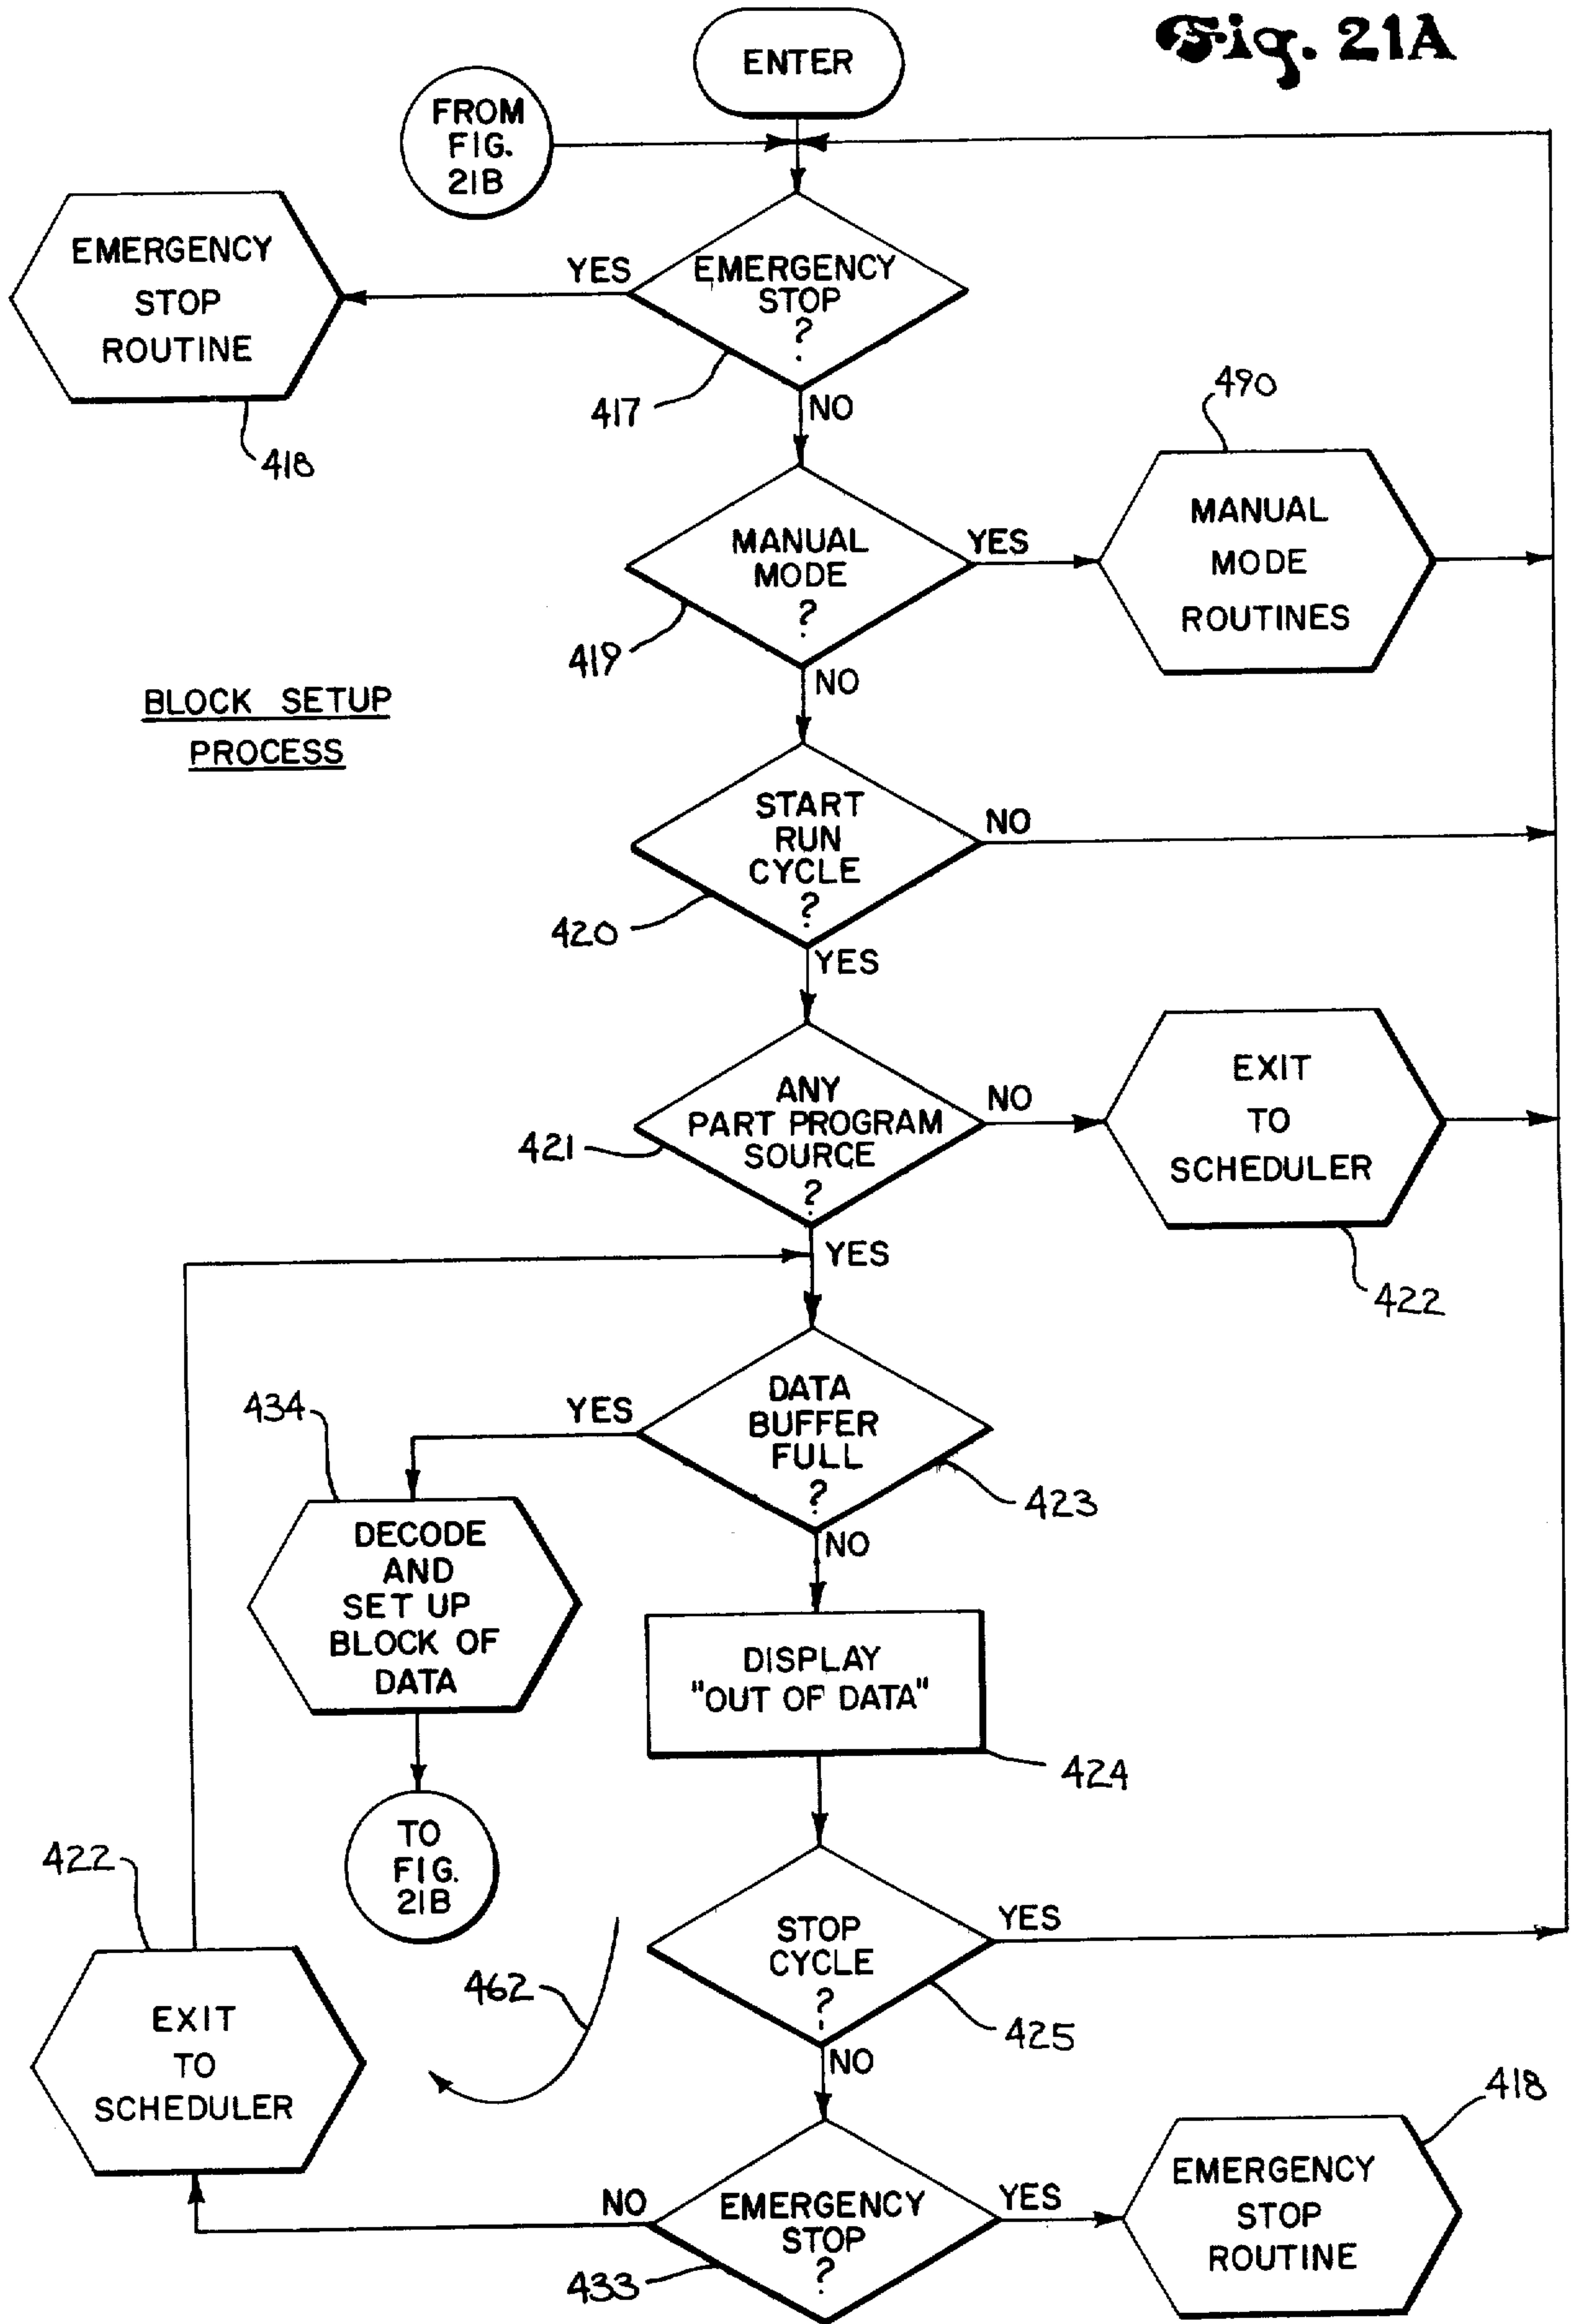 Fig. 21A
ENTER
FROM
FIG.
21B
EMERGENCY
STOP
ROUTINE
418
YES
EMERGENCY
STOP
?
417
NO
490
MANUAL
MODE
?
YES
MANUAL
MODE
ROUTINES
419
NO
BLOCK SETUP
PROCESS
START
RUN
CYCLE
?
NO
420
YES
ANY
PART PROGRAM
SOURCE
?
NO
EXIT
TO
SCHEDULER
421
422
YES
434
YES
DATA
BUFFER
FULL
?
423
NO
DECODE
AND
SET UP
BLOCK OF
DATA
DISPLAY
"OUT OF DATA"
424
TO
FIG.
21B
422
STOP
CYCLE
?
YES
425
462
NO
EXIT
TO
SCHEDULER
418
NO
EMERGENCY
STOP
?
YES
EMERGENCY
STOP
ROUTINE
433